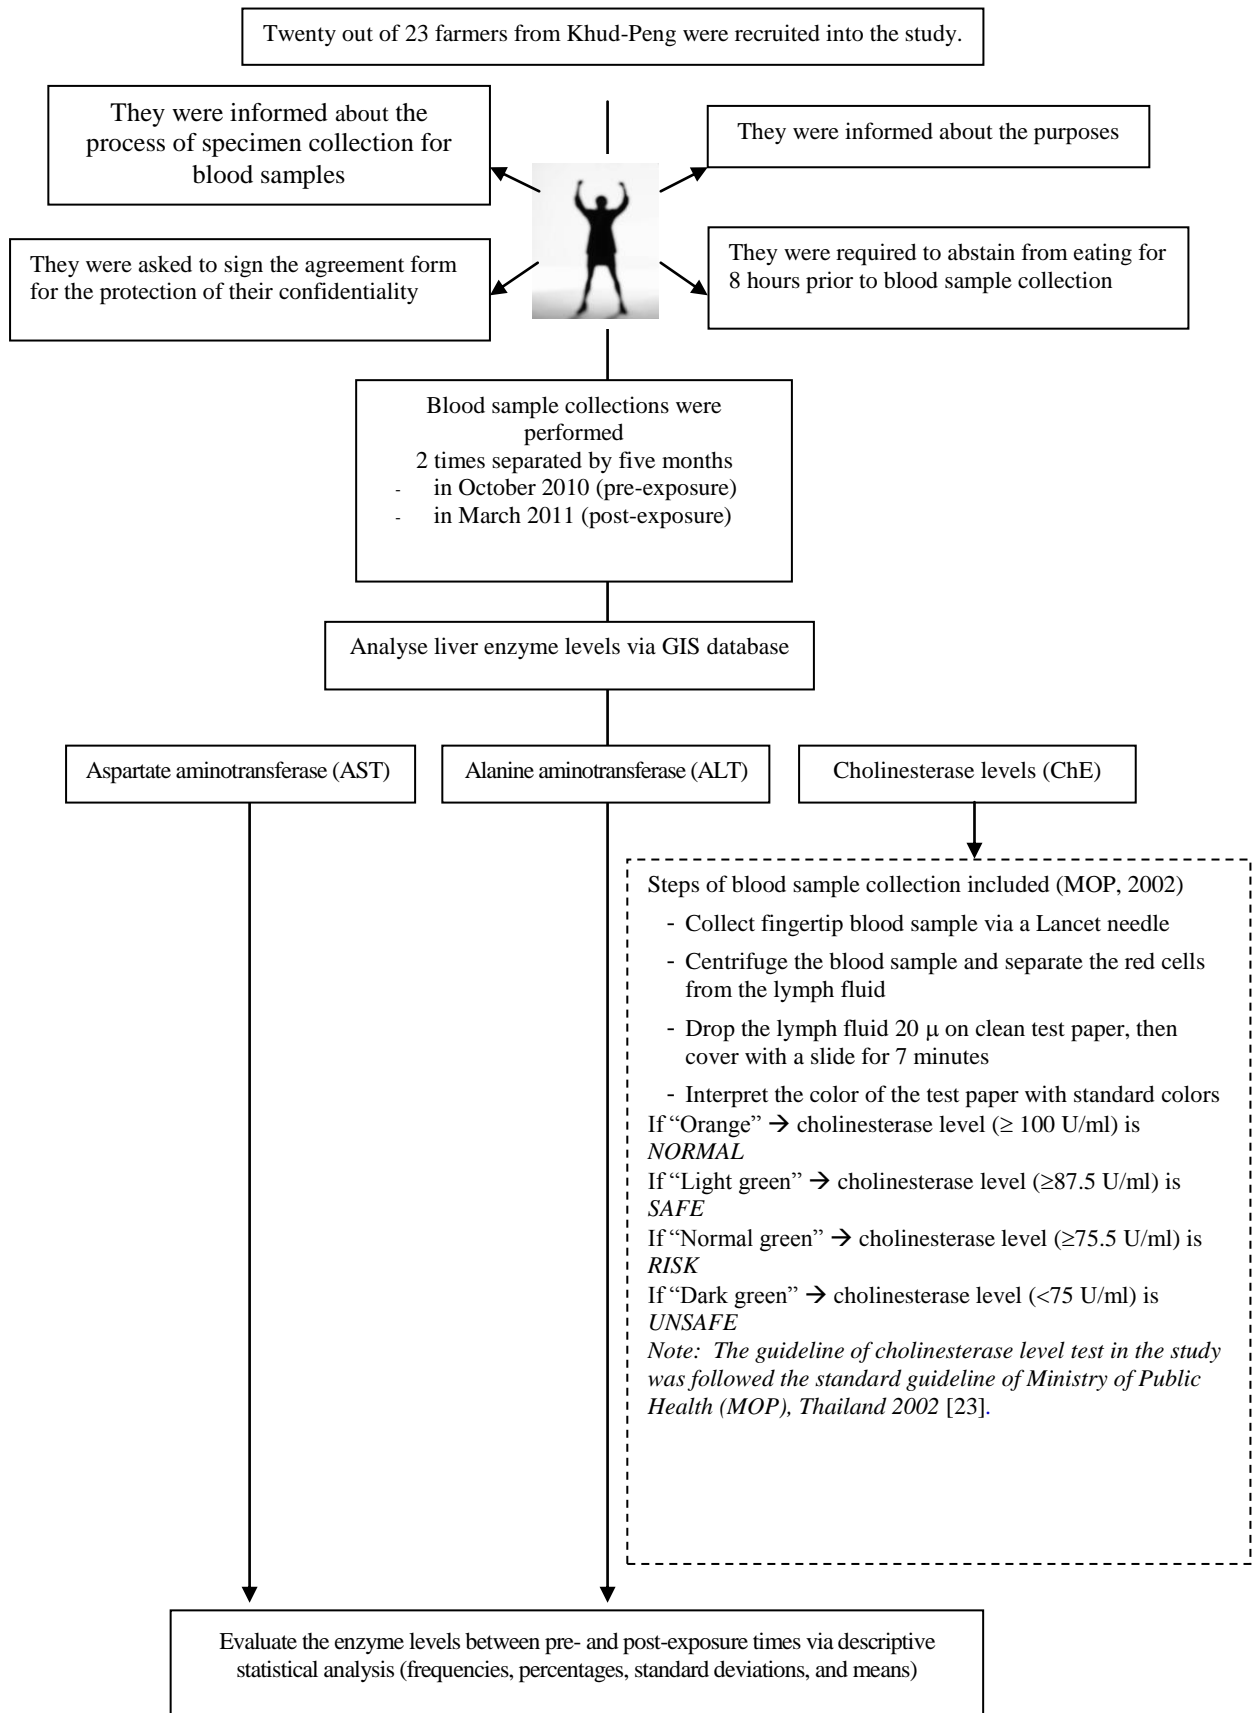 Twenty out of 23 farmers from Khud-Peng were recruited into the study.
They were informed about the
process of specimen collection for
blood samples
They were informed about the purposes
They were asked to sign the agreement form
for the protection of their confidentiality
They were required to abstain from eating for
8 hours prior to blood sample collection
Blood sample collections were
performed
2 times separated by five months
- in October 2010 (pre-exposure)
- in March 2011 (post-exposure)
Analyse liver enzyme levels via GIS database
Aspartate aminotransferase (AST)
Alanine aminotransferase (ALT)
Cholinesterase levels (ChE)
Steps of blood sample collection included (MOP, 2002)
- Collect fingertip blood sample via a Lancet needle
- Centrifuge the blood sample and separate the red cells
from the lymph fluid
- Drop the lymph fluid 20 μ on clean test paper, then
cover with a slide for 7 minutes
- Interpret the color of the test paper with standard colors
If “Orange” → cholinesterase level (≥ 100 U/ml) is
NORMAL
If “Light green” → cholinesterase level (≥87.5 U/ml) is
SAFE
If “Normal green” → cholinesterase level (≥75.5 U/ml) is
RISK
If “Dark green” → cholinesterase level (<75 U/ml) is
UNSAFE
Note: The guideline of cholinesterase level test in the study
was followed the standard guideline of Ministry of Public
Health (MOP), Thailand 2002 [23].
Evaluate the enzyme levels between pre- and post-exposure times via descriptive
statistical analysis (frequencies, percentages, standard deviations, and means)